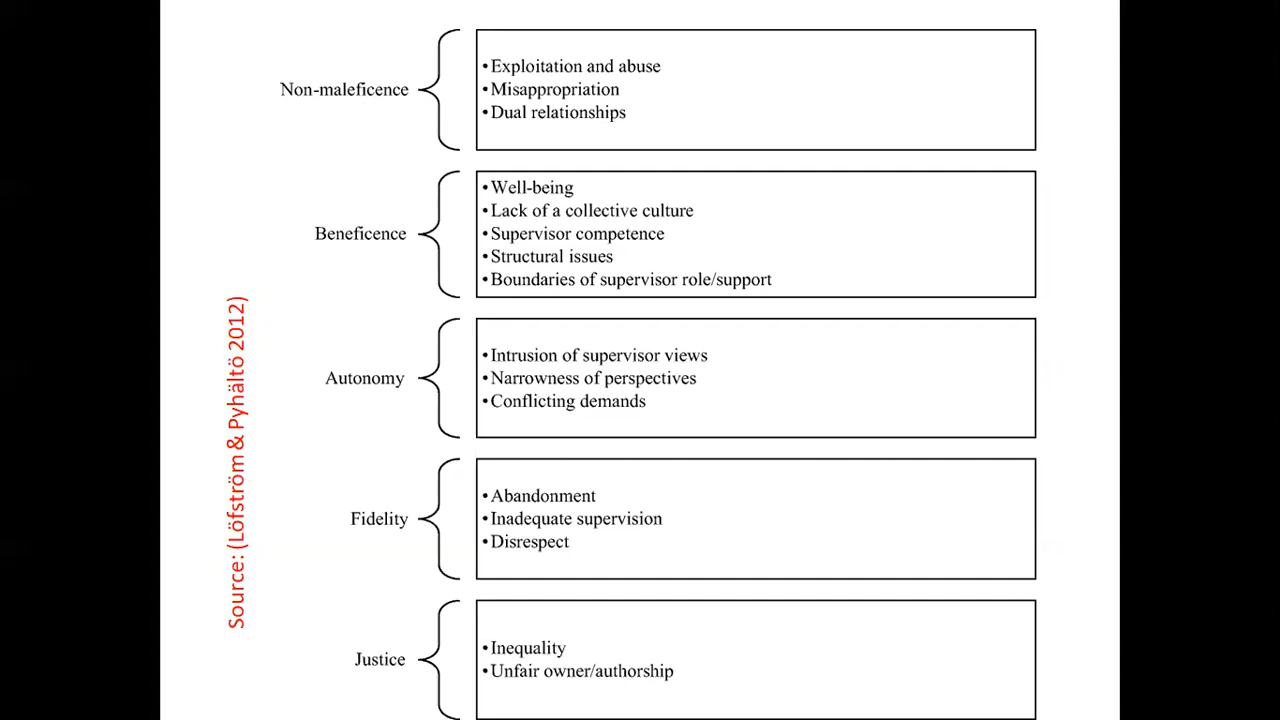 Non-maleficence
•Exploitation and abuse
•Misappropriation
•Dual relationships
Beneficence
•Well-being
•Lack of a collective culture
•Supervisor competence
•Structural issues
•Boundaries of supervisor role/support
Autonomy
•Intrusion of supervisor views
•Narrowness of perspectives
•Conflicting demands
Fidelity
•Abandonment
•Inadequate supervision
•Disrespect
Justice
•Inequality
•Unfair owner/authorship
Source: (Löfström & Pyhältö 2012)